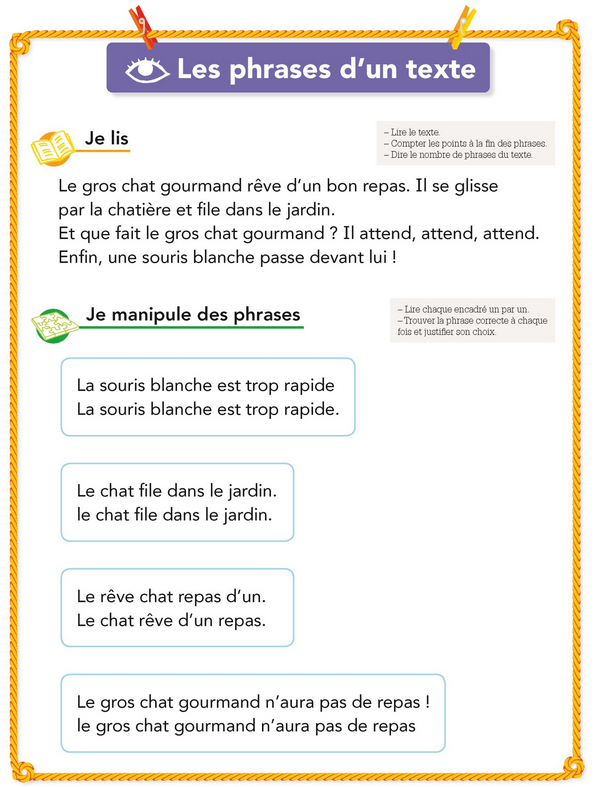 Les phrases d’un texte
Je lis
– Lire le texte.
– Compter les points à la fin des phrases.
– Dire le nombre de phrases du texte.
Le gros chat gourmand rêve d’un bon repas. Il se glisse
par la chatière et file dans le jardin.
Et que fait le gros chat gourmand ? Il attend, attend, attend.
Enfin, une souris blanche passe devant lui !
Je manipule des phrases
– Lire chaque encadré un par un.
– Trouver la phrase correcte à chaque
fois et justifier son choix.
La souris blanche est trop rapide
La souris blanche est trop rapide.
Le chat file dans le jardin.
le chat file dans le jardin.
Le rêve chat repas d’un.
Le chat rêve d’un repas.
Le gros chat gourmand n’aura pas de repas !
le gros chat gourmand n’aura pas de repas